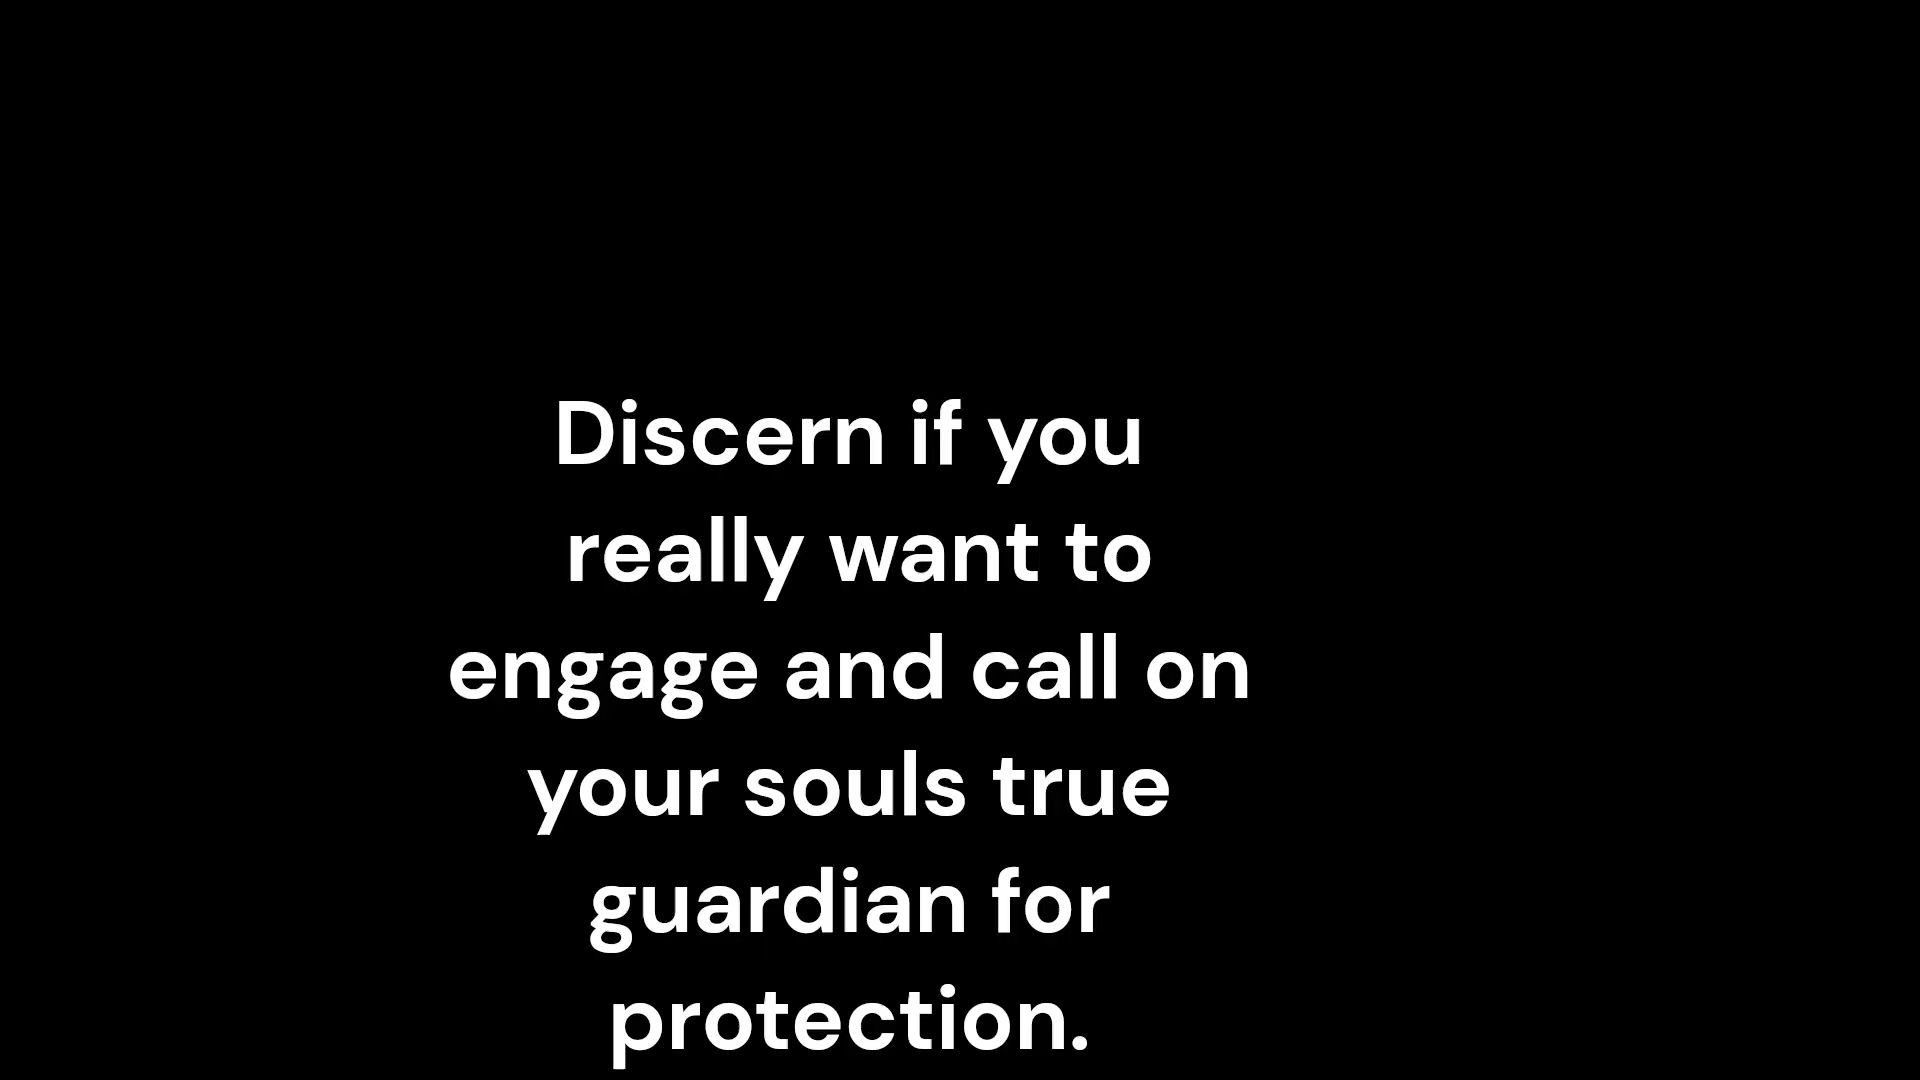 Discern if you
really want to
engage and call on
your souls true
guardian for
protection.